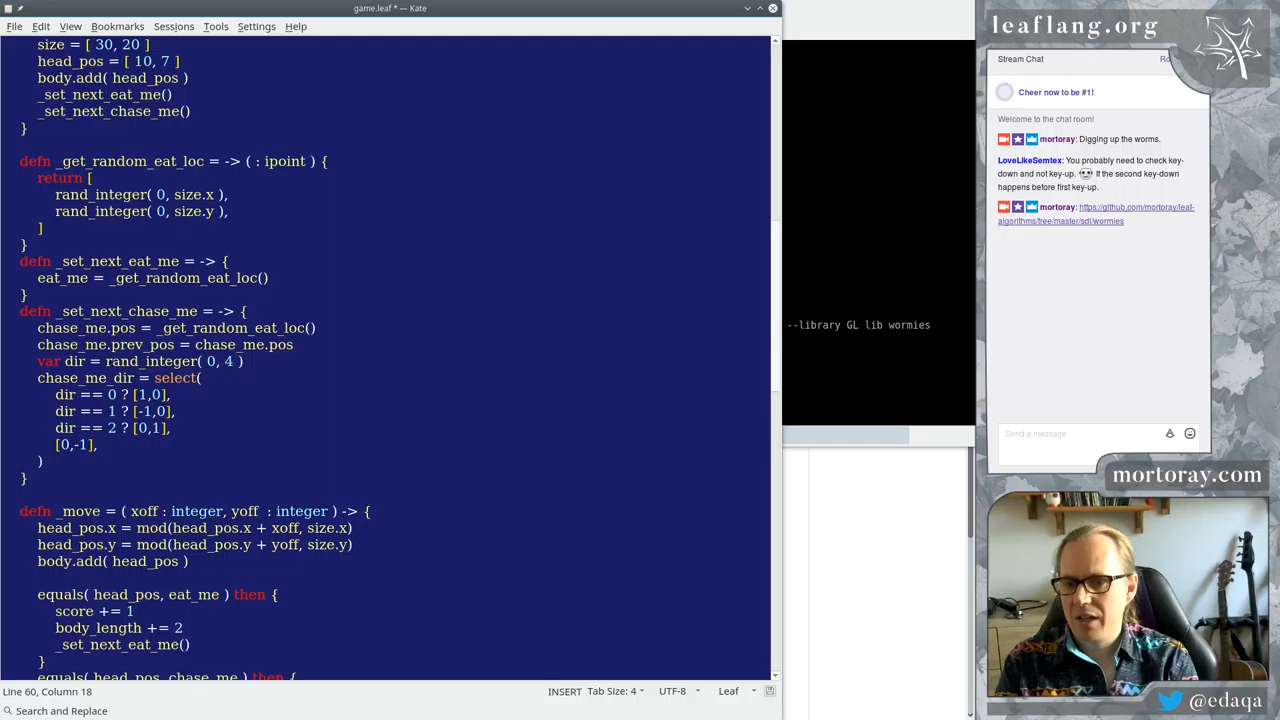 game.leaf * — Kate
File Edit View Bookmarks Sessions Tools Settings Help
size = [ 30, 20 ]
head_pos = [ 10, 7 ]
body.add( head_pos )
_set_next_eat_me()
_set_next_chase_me()
}
defn _get_random_eat_loc = -> ( : ipoint ) {
return [
rand_integer( 0, size.x ),
rand_integer( 0, size.y ),
]
}
defn _set_next_eat_me = -> {
eat_me = _get_random_eat_loc()
}
defn _set_next_chase_me = -> {
chase_me.pos = _get_random_eat_loc()
chase_me.prev_pos = chase_me.pos
var dir = rand_integer( 0, 4 )
chase_me_dir = select(
dir == 0 ? [1,0],
dir == 1 ? [-1,0],
dir == 2 ? [0,1],
[0,-1],
)
}
defn _move = ( xoff : integer, yoff  : integer ) -> {
head_pos.x = mod(head_pos.x + xoff, size.x)
head_pos.y = mod(head_pos.y + yoff, size.y)
body.add( head_pos )
equals( head_pos, eat_me ) then {
score += 1
body_length += 2
_set_next_eat_me()
}
equals( head_pos, chase_me ) then {
Line 60, Column 18
INSERT Tab Size: 4 UTF-8 Leaf
Search and Replace
--library GL lib wormies
leaflang.org
Stream Chat
Cheer now to be #1!
Welcome to the chat room!
mortoray: Digging up the worms.
LoveLikeSemtex: You probably need to check key-
down and not key-up. If the second key-down
happens before first key-up.
mortoray: https://github.com/mortoray/leaf-
algorithms/tree/master/sdl/wormies
Send a message
mortoray.com
@edaqa